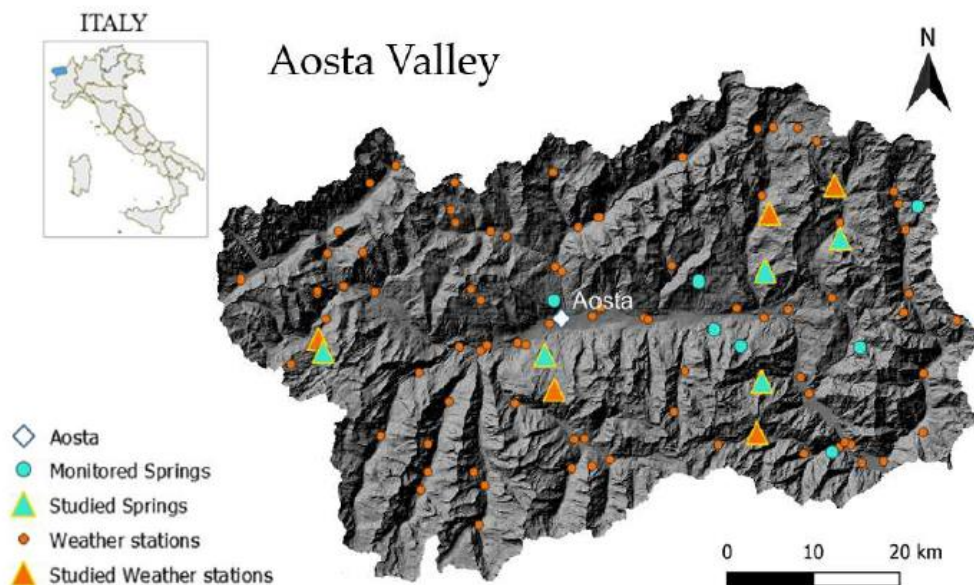 ITALY
Aosta Valley
N
Aosta
Aosta
Monitored Springs
Studied Springs
Weather stations
Studied Weather stations
0 10 20 km